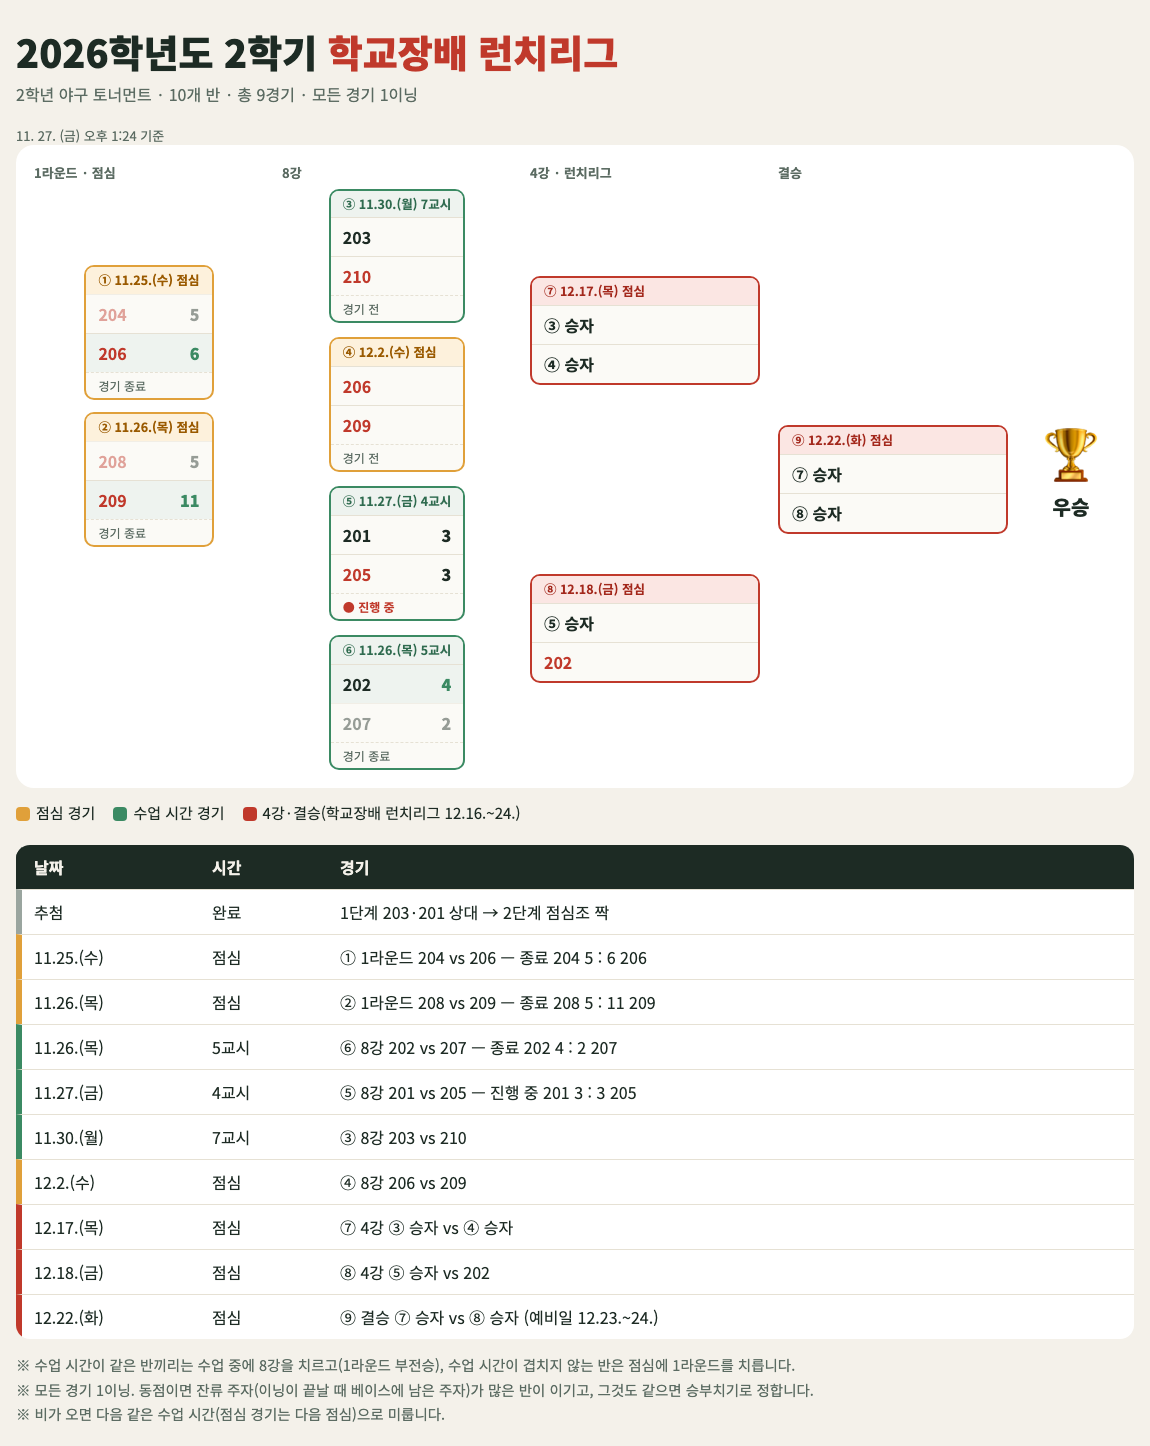 2026학년도 2학기 학교장배 런치리그
2학년 야구 토너먼트 · 10개 반 · 총 9경기 · 모든 경기 1이닝
11. 27. (금) 오후 1:24 기준
1라운드 · 점심
① 11.25.(수) 점심
204 5
206 6
경기 종료
② 11.26.(목) 점심
208 5
209 11
경기 종료
8강
③ 11.30.(월) 7교시
203
210
경기 전
④ 12.2.(수) 점심
206
209
경기 전
⑤ 11.27.(금) 4교시
201 3
205 3
● 진행 중
⑥ 11.26.(목) 5교시
202 4
207 2
경기 종료
4강 · 런치리그
⑦ 12.17.(목) 점심
③ 승자
④ 승자
⑧ 12.18.(금) 점심
⑤ 승자
202
결승
⑨ 12.22.(화) 점심
⑦ 승자
⑧ 승자
우승
점심 경기 수업 시간 경기 4강·결승(학교장배 런치리그 12.16.~24.)
날짜 시간 경기
추첨 완료 1단계 203·201 상대 → 2단계 점심조 짝
11.25.(수) 점심 ① 1라운드 204 vs 206 — 종료 204 5 : 6 206
11.26.(목) 점심 ② 1라운드 208 vs 209 — 종료 208 5 : 11 209
11.26.(목) 5교시 ⑥ 8강 202 vs 207 — 종료 202 4 : 2 207
11.27.(금) 4교시 ⑤ 8강 201 vs 205 — 진행 중 201 3 : 3 205
11.30.(월) 7교시 ③ 8강 203 vs 210
12.2.(수) 점심 ④ 8강 206 vs 209
12.17.(목) 점심 ⑦ 4강 ③ 승자 vs ④ 승자
12.18.(금) 점심 ⑧ 4강 ⑤ 승자 vs 202
12.22.(화) 점심 ⑨ 결승 ⑦ 승자 vs ⑧ 승자 (예비일 12.23.~24.)
※ 수업 시간이 같은 반끼리는 수업 중에 8강을 치르고(1라운드 부전승), 수업 시간이 겹치지 않는 반은 점심에 1라운드를 치릅니다.
※ 모든 경기 1이닝. 동점이면 잔류 주자(이닝이 끝날 때 베이스에 남은 주자)가 많은 반이 이기고, 그것도 같으면 승부치기로 정합니다.
※ 비가 오면 다음 같은 수업 시간(점심 경기는 다음 점심)으로 미룹니다.